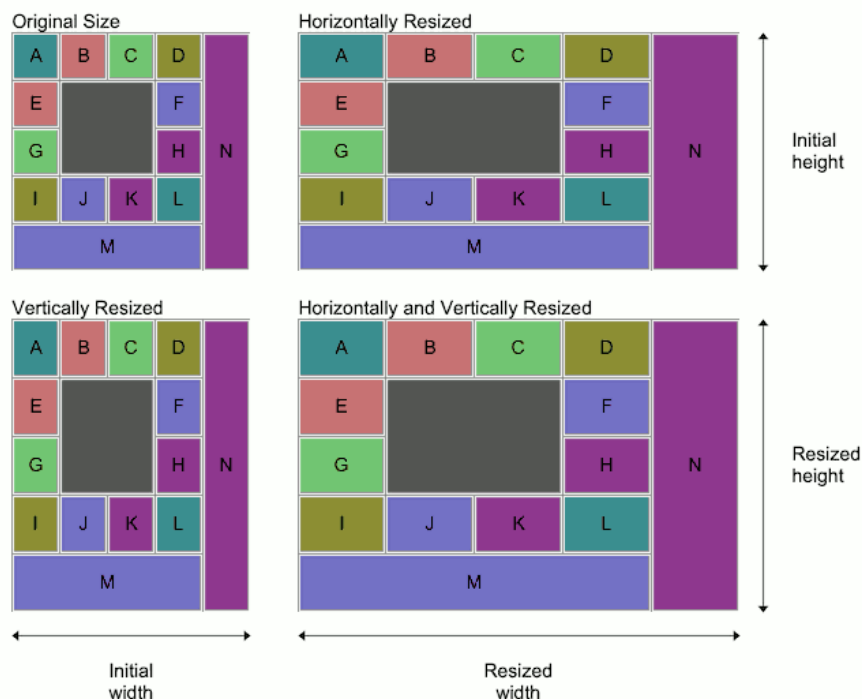 Original Size
A B C D
E F
G H N
I J K L
M
Horizontally Resized
A B C D
E F
G H N
I J K L
M
Initial
height
Vertically Resized
A B C D
E F
G H N
I J K L
M
Horizontally and Vertically Resized
A B C D
E F
G H N
I J K L
M
Resized
height
Initial
width
Resized
width